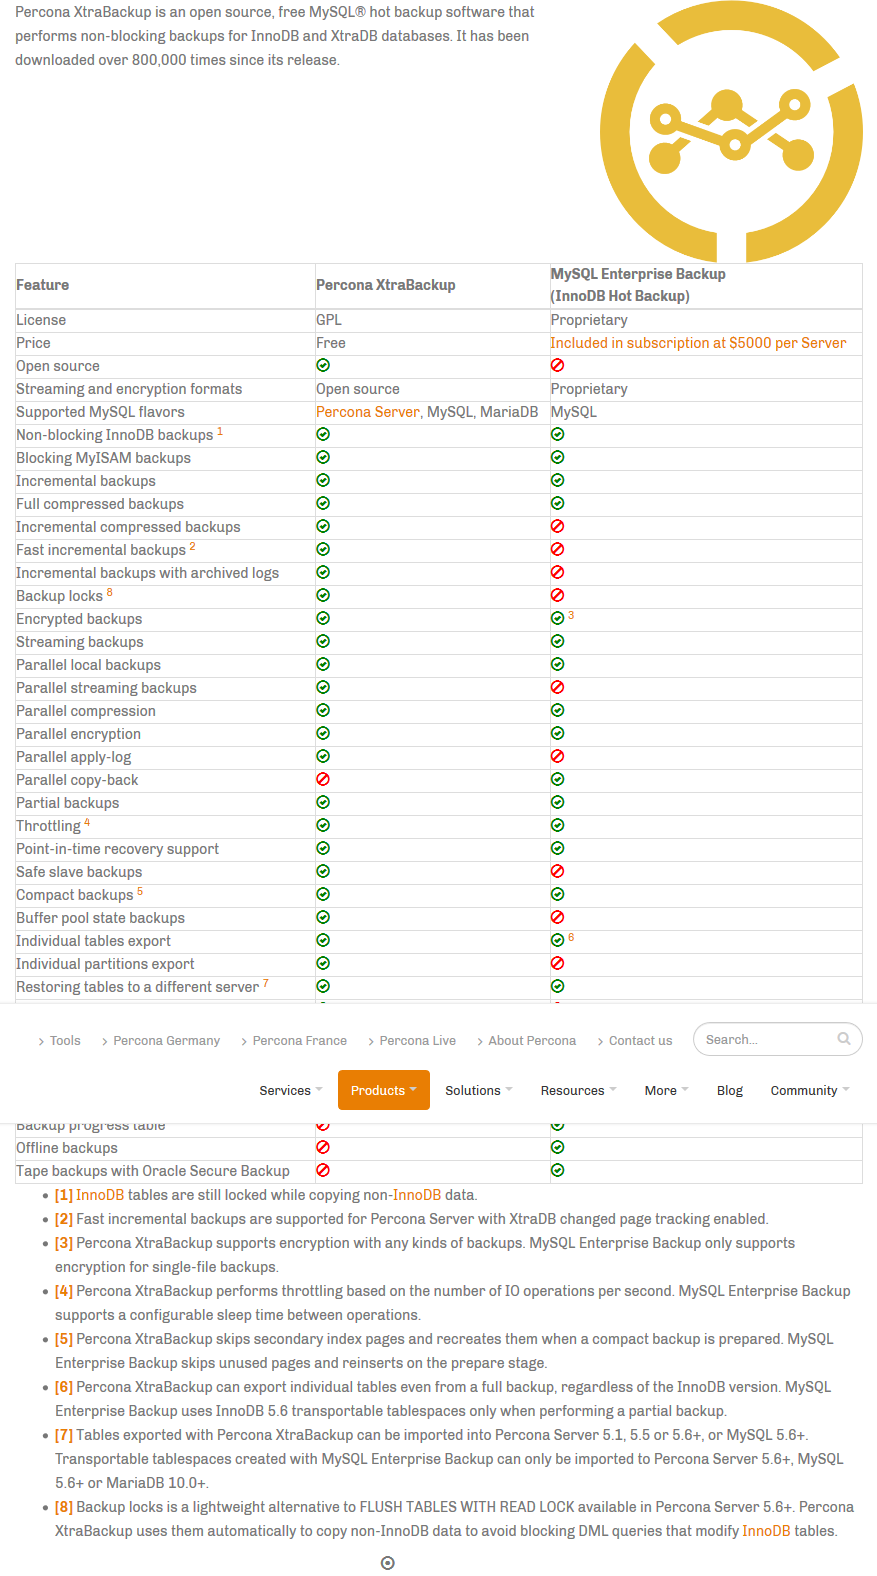 Percona XtraBackup is an open source, free MySQL® hot backup software that
performs non-blocking backups for InnoDB and XtraDB databases. It has been
downloaded over 800,000 times since its release.
Feature Percona XtraBackup MySQL Enterprise Backup
(InnoDB Hot Backup)
License GPL Proprietary
Price Free Included in subscription at $5000 per Server
Open source
Streaming and encryption formats Open source Proprietary
Supported MySQL flavors Percona Server, MySQL, MariaDB MySQL
Non-blocking InnoDB backups 1
Blocking MyISAM backups
Incremental backups
Full compressed backups
Incremental compressed backups
Fast incremental backups 2
Incremental backups with archived logs
Backup locks 8
Encrypted backups 3
Streaming backups
Parallel local backups
Parallel streaming backups
Parallel compression
Parallel encryption
Parallel apply-log
Parallel copy-back
Partial backups
Throttling 4
Point-in-time recovery support
Safe slave backups
Compact backups 5
Buffer pool state backups
Individual tables export 6
Individual partitions export
Restoring tables to a different server 7
Tools Percona Germany Percona France Percona Live About Percona Contact us Search...
Services Products Solutions Resources More Blog Community
Backup progress table
Offline backups
Tape backups with Oracle Secure Backup
[1] InnoDB tables are still locked while copying non-InnoDB data.
[2] Fast incremental backups are supported for Percona Server with XtraDB changed page tracking enabled.
[3] Percona XtraBackup supports encryption with any kinds of backups. MySQL Enterprise Backup only supports
encryption for single-file backups.
[4] Percona XtraBackup performs throttling based on the number of IO operations per second. MySQL Enterprise Backup
supports a configurable sleep time between operations.
[5] Percona XtraBackup skips secondary index pages and recreates them when a compact backup is prepared. MySQL
Enterprise Backup skips unused pages and reinserts on the prepare stage.
[6] Percona XtraBackup can export individual tables even from a full backup, regardless of the InnoDB version. MySQL
Enterprise Backup uses InnoDB 5.6 transportable tablespaces only when performing a partial backup.
[7] Tables exported with Percona XtraBackup can be imported into Percona Server 5.1, 5.5 or 5.6+, or MySQL 5.6+.
Transportable tablespaces created with MySQL Enterprise Backup can only be imported to Percona Server 5.6+, MySQL
5.6+ or MariaDB 10.0+.
[8] Backup locks is a lightweight alternative to FLUSH TABLES WITH READ LOCK available in Percona Server 5.6+. Percona
XtraBackup uses them automatically to copy non-InnoDB data to avoid blocking DML queries that modify InnoDB tables.